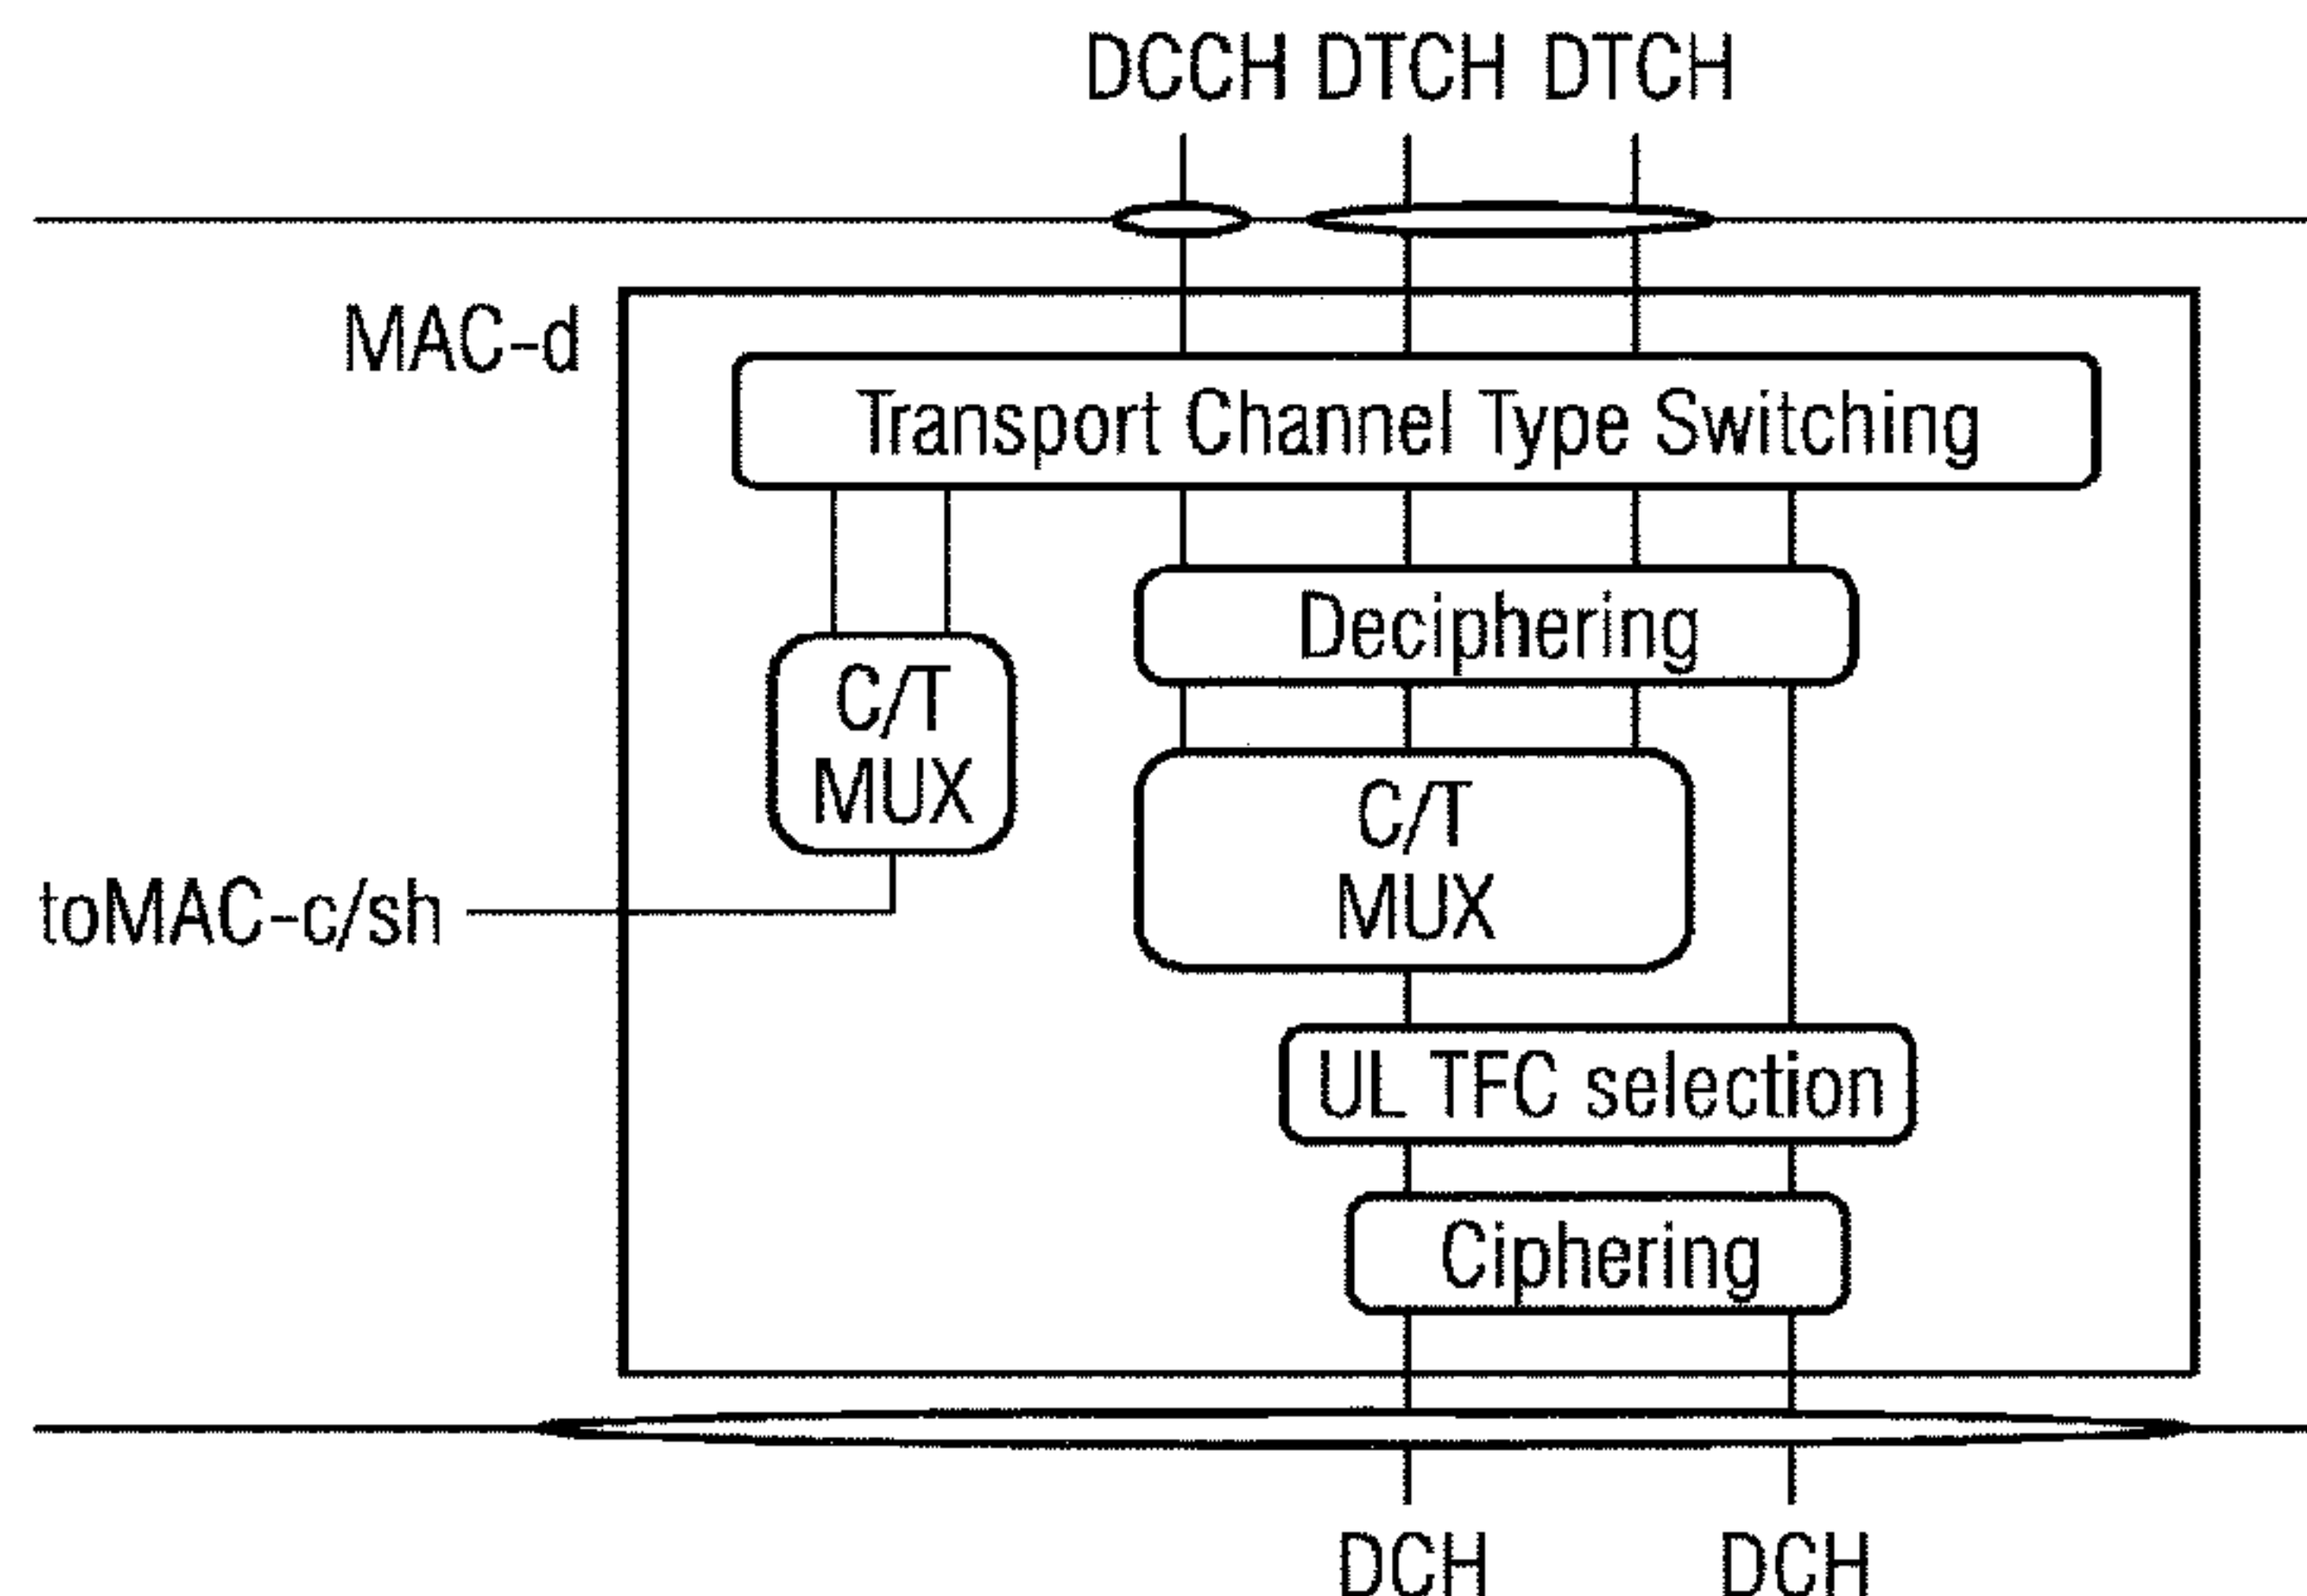 DCCH DTCH DTCH
MAC-d
Transport Channel Type Switching
Deciphering
C/T
MUX
C/T
MUX
toMAC-c/sh
UL TFC selection
Ciphering
DCH DCH